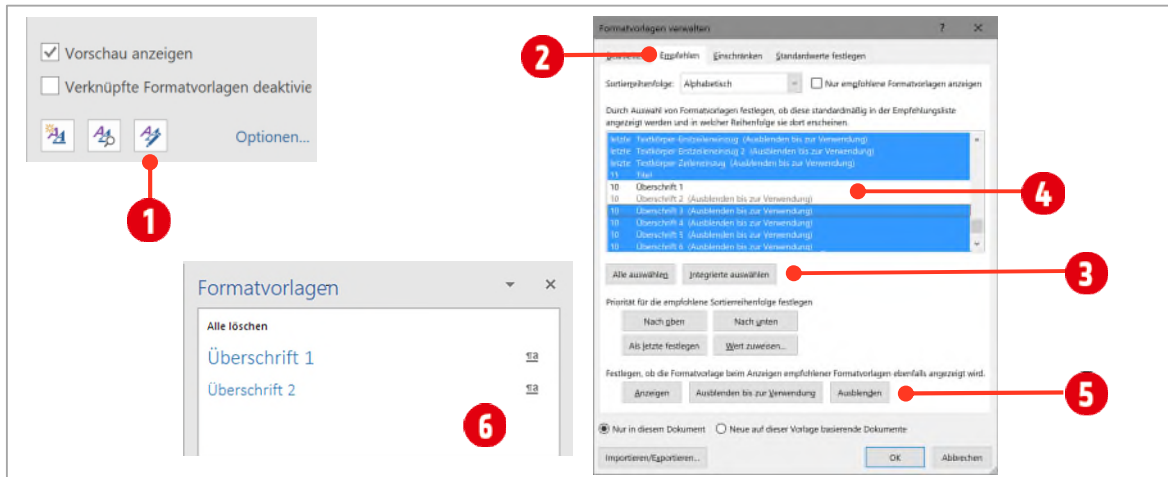 Vorschau anzeigen
Verknüpfte Formatvorlagen deaktivie
Optionen...
1
Formatvorlagen verwalten
2
Empfehlen Einschränken Standardwerte festlegen
Sortierreihenfolge: Alphabetisch Nur empfohlene Formatvorlagen anzeigen
Durch Auswahl von Formatvorlagen festlegen, ob diese standardmäßig in der Empfehlungsliste
angezeigt werden und in welcher Reihenfolge sie dort erscheinen.
letzte Textkörper-Erstzeileneinzug (Ausblenden bis zur Verwendung)
letzte Textkörper-Erstzeileneinzug 2 (Ausblenden bis zur Verwendung)
letzte Textkörper-Zeileneinzug (Ausblenden bis zur Verwendung)
11 Titel
10 Überschrift 1
10 Überschrift 2 (Ausblenden bis zur Verwendung)
10 Überschrift 3 (Ausblenden bis zur Verwendung)
10 Überschrift 4 (Ausblenden bis zur Verwendung)
10 Überschrift 5 (Ausblenden bis zur Verwendung)
10 Überschrift 6 (Ausblenden bis zur Verwendung)
4
Alle auswählen Integrierte auswählen
3
Priorität für die empfohlene Sortierreihenfolge festlegen
Nach oben Nach unten
Als letzte festlegen Wert zuweisen...
Festlegen, ob die Formatvorlage beim Anzeigen empfohlener Formatvorlagen ebenfalls angezeigt wird.
Anzeigen Ausblenden bis zur Verwendung Ausblenden
5
Nur in diesem Dokument Neue auf dieser Vorlage basierende Dokumente
Importieren/Exportieren... OK Abbrechen
Formatvorlagen
Alle löschen
Überschrift 1 ¶a
Überschrift 2 ¶a
6